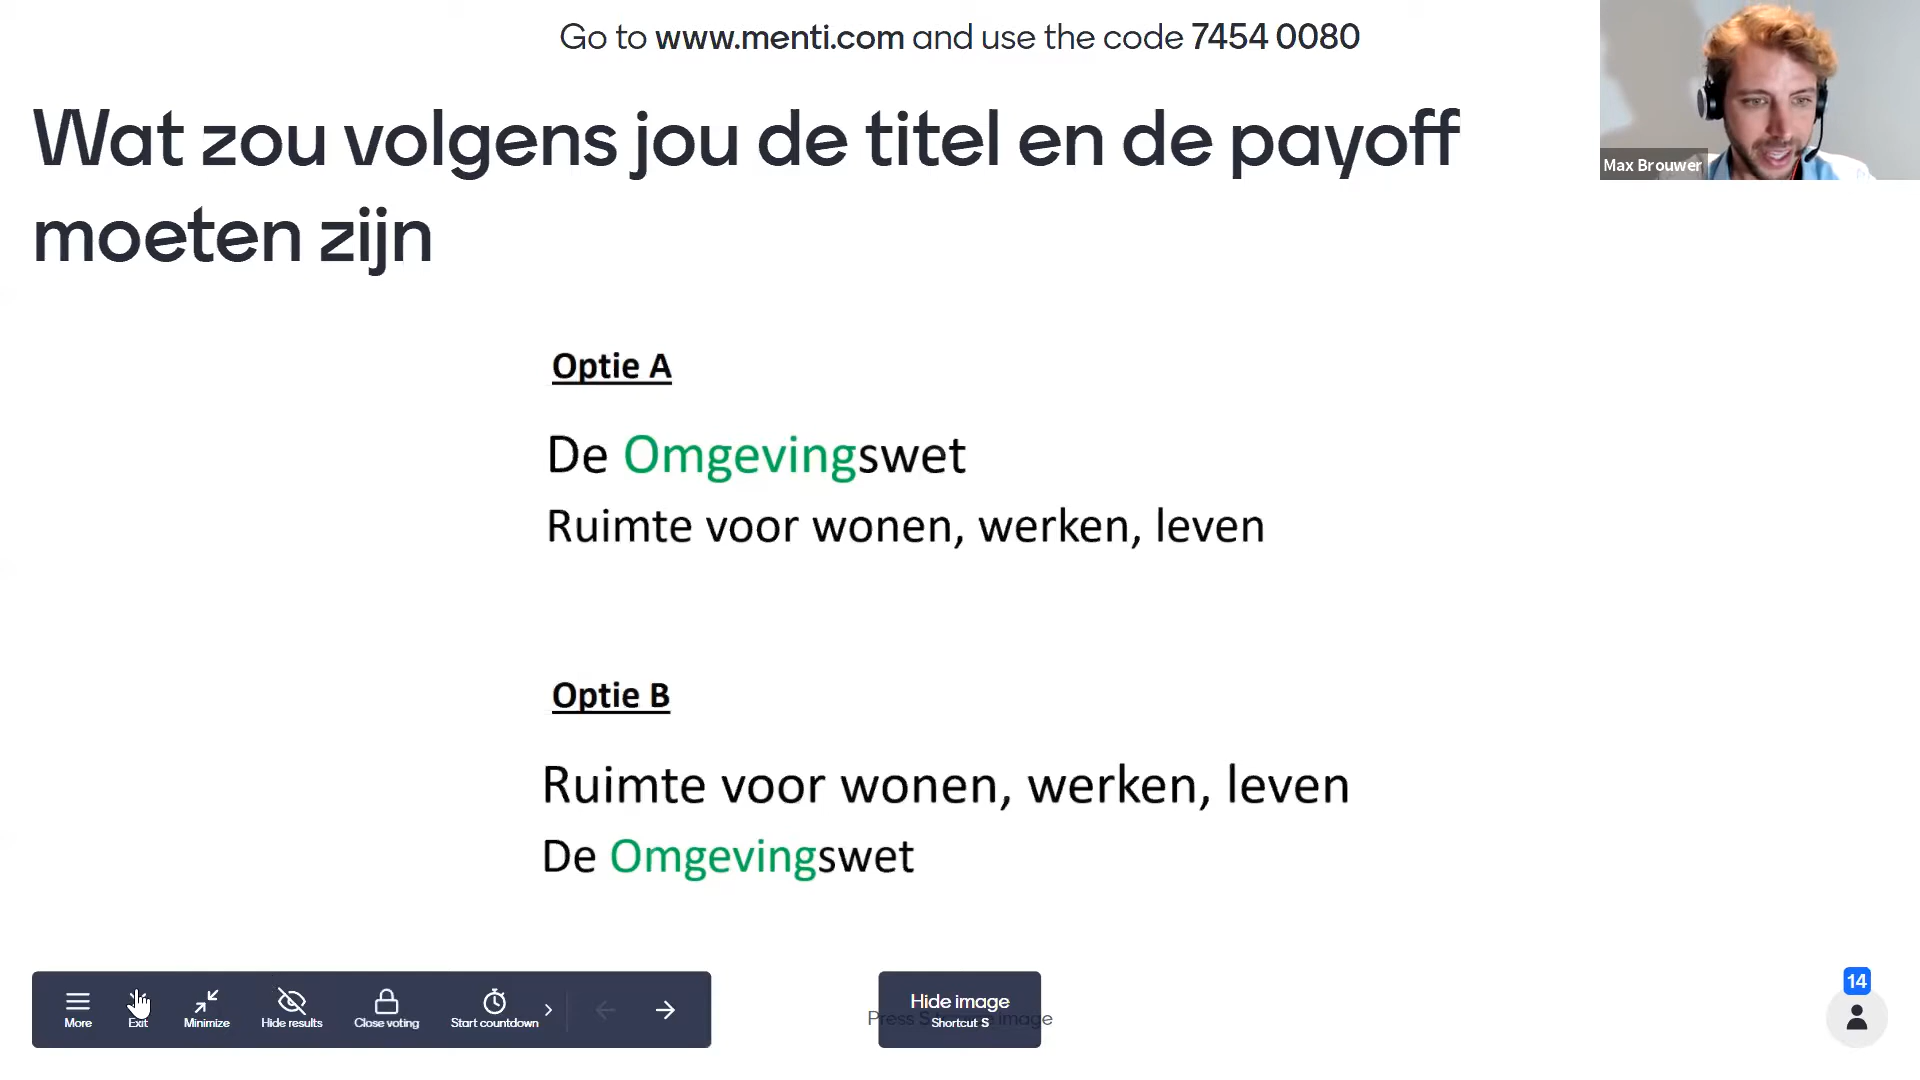 Go to www.menti.com and use the code 7454 0080
Max Brouwer
Wat zou volgens jou de titel en de payoff
moeten zijn
Optie A
De Omgevingswet
Ruimte voor wonen, werken, leven
Optie B
Ruimte voor wonen, werken, leven
De Omgevingswet
More
Exit
Minimize
Hide results
Close voting
Start countdown
Hide image
Shortcut S
14